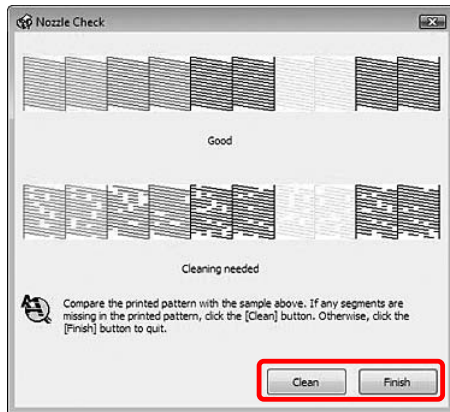 Nozzle Check
Good
Cleaning needed
Compare the printed pattern with the sample above. If any segments are
missing in the printed pattern, click the [Clean] button. Otherwise, click the
[Finish] button to quit.
Clean Finish